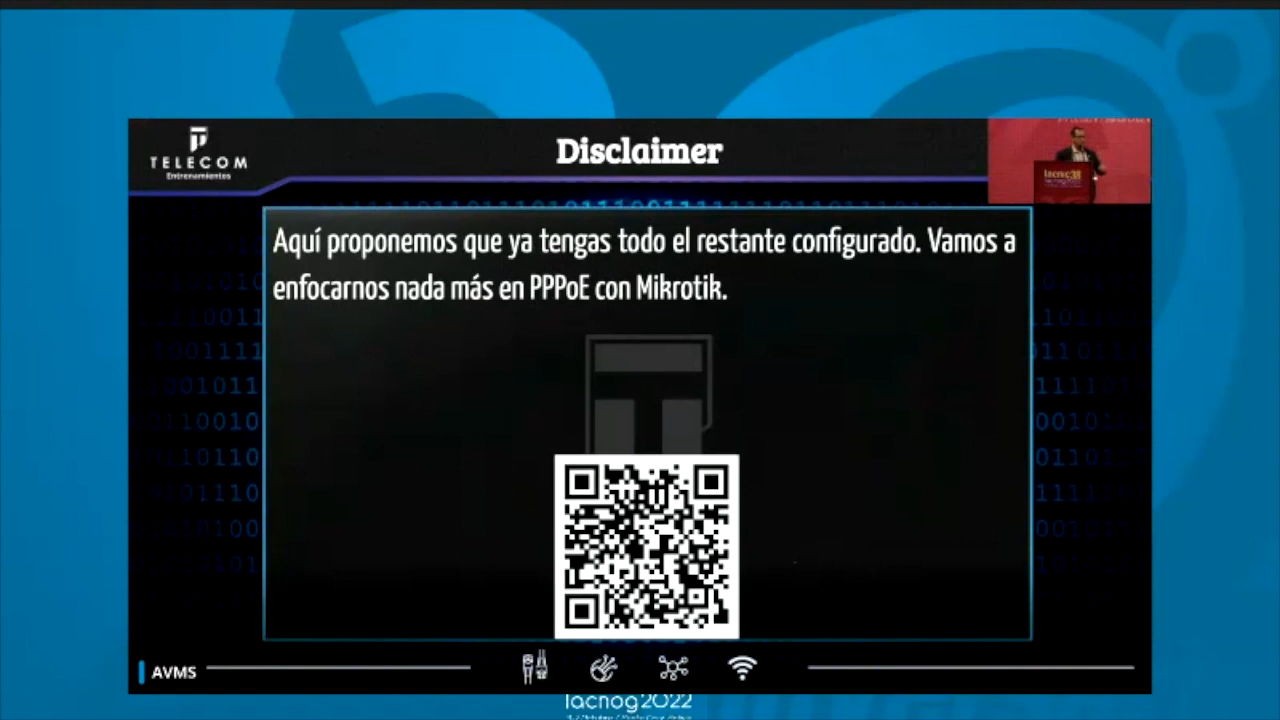 TELECOM
Entrenamientos
Disclaimer
lacnog38
Aquí proponemos que ya tengas todo el restante configurado. Vamos a
enfocarnos nada más en PPPoE con Mikrotik.
AVMS
lacnog2022